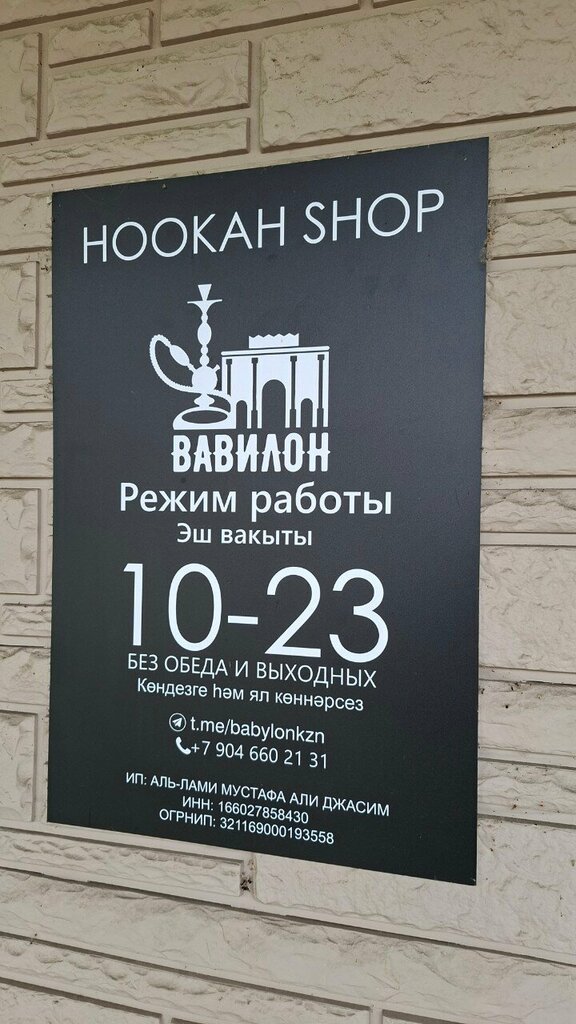 HOOKAH SHOP
ВАВИЛОН
Режим работы
Эш вакыты
10-23
БЕЗ ОБЕДА И ВЫХОДНЫХ
Көндезге һәм ял көннәрсез
t.me/babylonkzn
+7 904 660 21 31
ИП: АЛЬ-ЛАМИ МУСТАФА АЛИ ДЖАСИМ
ИНН: 166027858430
ОГРНИП: 321169000193558